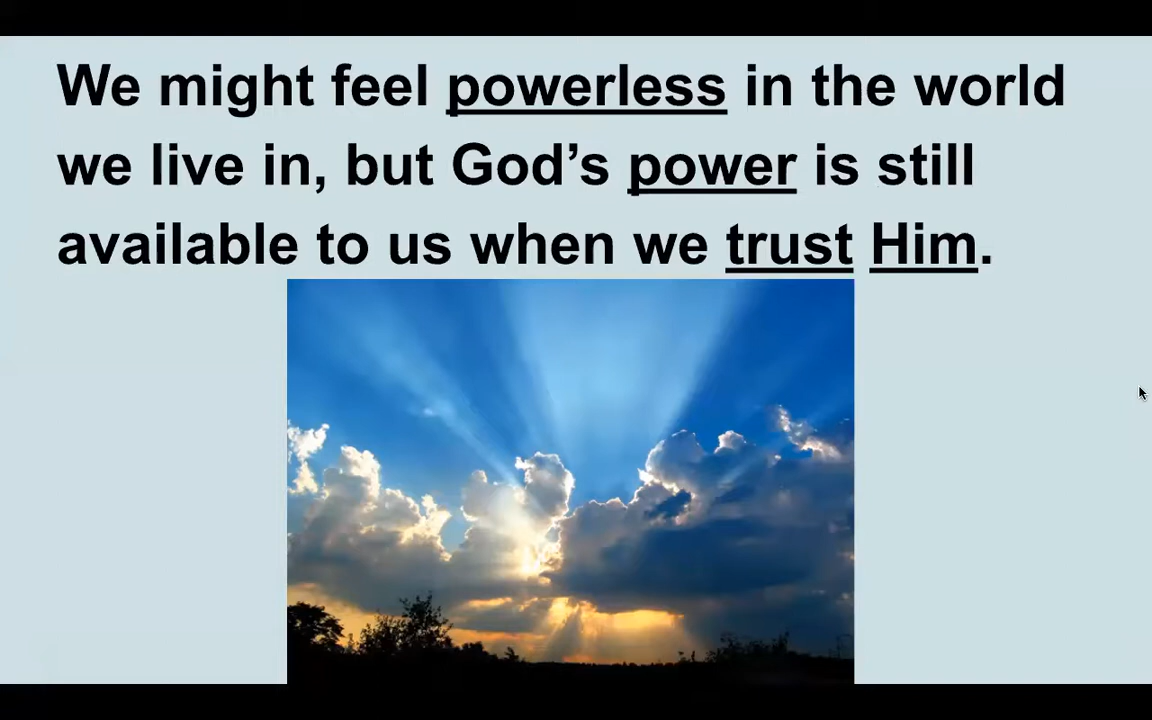 We might feel powerless in the world
we live in, but God’s power is still
available to us when we trust Him.